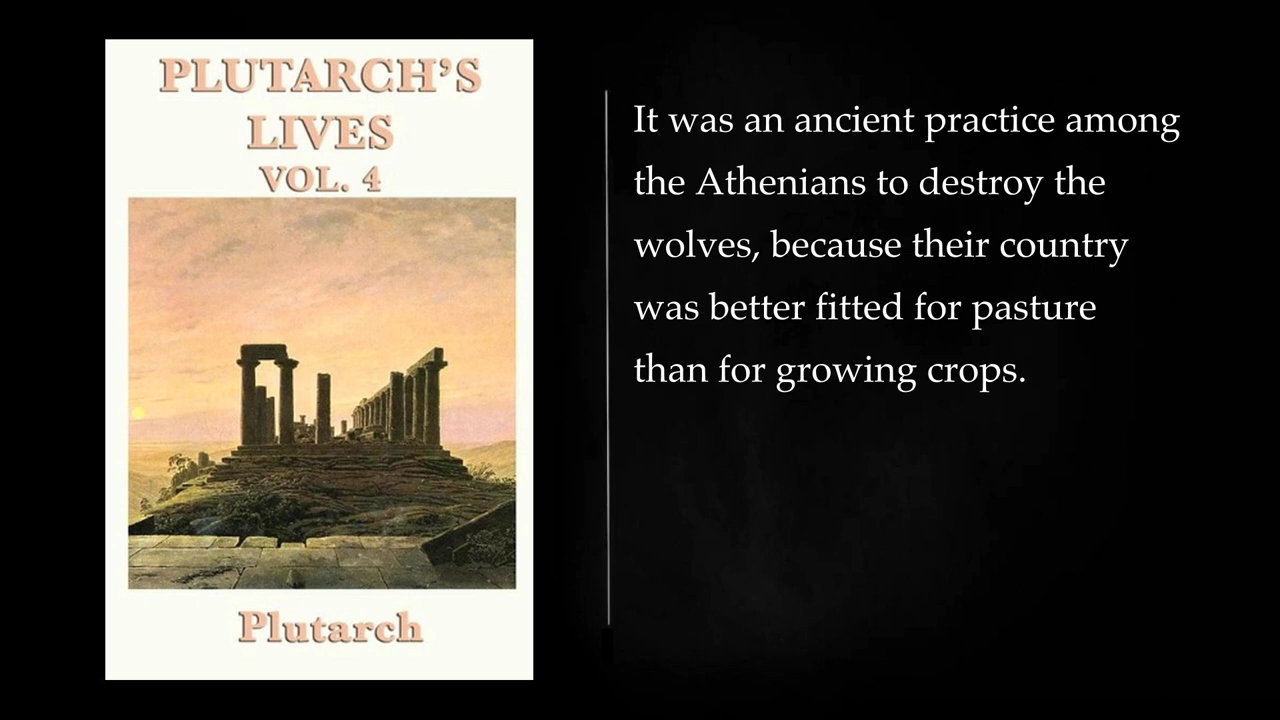 PLUTARCH'S
LIVES
VOL. 4
Plutarch
It was an ancient practice among
the Athenians to destroy the
wolves, because their country
was better fitted for pasture
than for growing crops.